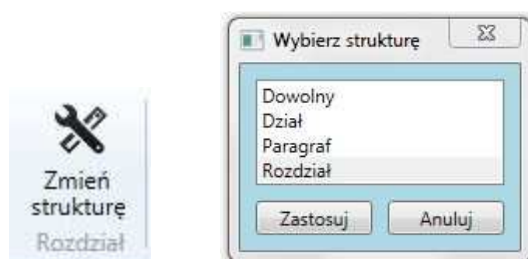 Zmień
strukturę
Rozdział
Wybierz strukturę
Dowolny
Dział
Paragraf
Rozdział
Zastosuj
Anuluj